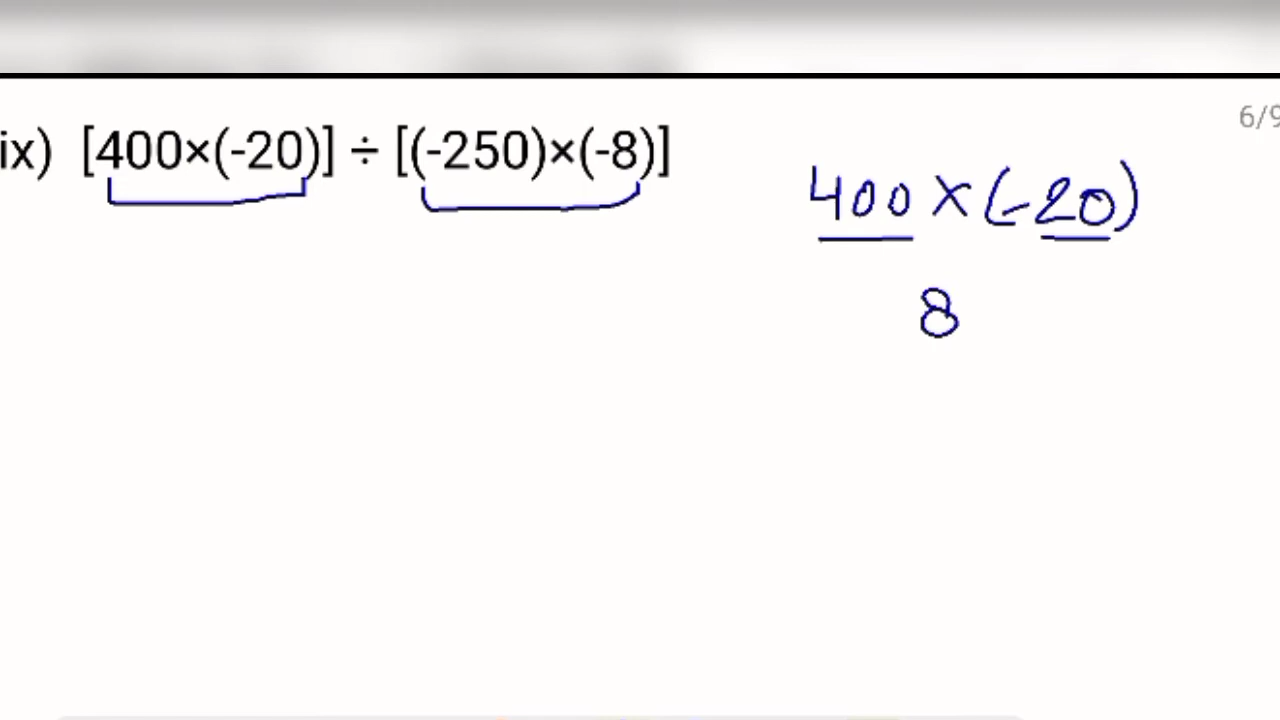 ix) [400×(-20)] ÷ [(-250)×(-8)]
6/9
400 × (-20)
8